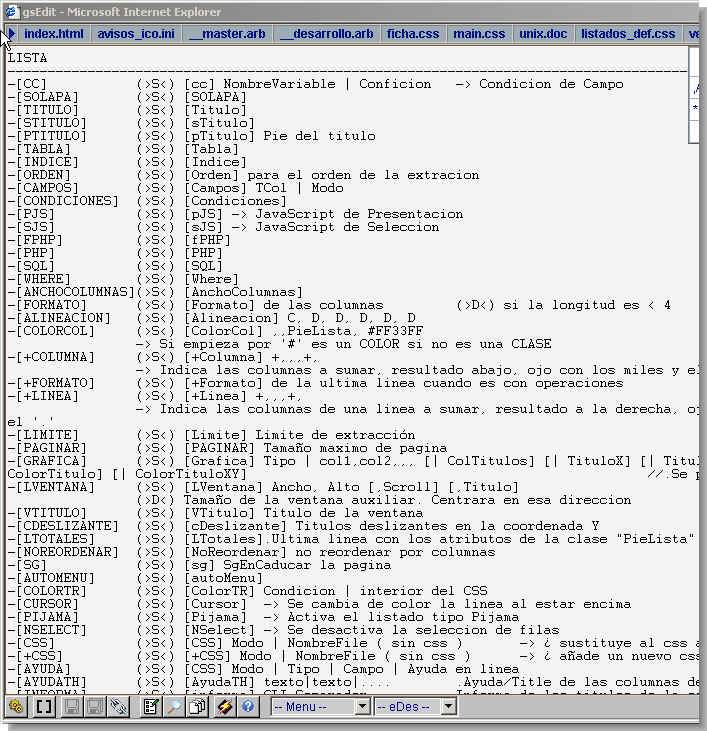 gsEdit - Microsoft Internet Explorer
index.html avisos_ico.ini __master.arb __desarrollo.arb ficha.css main.css unix.doc listados_def.css ve
LISTA
-[CC] (>S<) [cc] NombreVariable | Conficion -> Condicion de Campo
-[SOLAPA] (>S<) [SOLAPA]
-[TITULO] (>S<) [Titulo]
-[STITULO] (>S<) [sTitulo]
-[PTITULO] (>S<) [pTitulo] Pie del titulo
-[TABLA] (>S<) [Tabla]
-[INDICE] (>S<) [Indice]
-[ORDEN] (>S<) [Orden] para el orden de la extracion
-[CAMPOS] (>S<) [Campos] TCol | Modo
-[CONDICIONES] (>S<) [Condiciones]
-[PJS] (>S<) [pJS] -> JavaScript de Presentacion
-[SJS] (>S<) [sJS] -> JavaScript de Seleccion
-[FPHP] (>S<) [fPHP]
-[PHP] (>S<) [PHP]
-[SQL] (>S<) [SQL]
-[WHERE] (>S<) [Where]
-[ANCHOCOLUMNAS](>S<) [AnchoColumnas]
-[FORMATO] (>S<) [Formato] de las columnas (>D<) si la longitud es < 4
-[ALINEACION] (>S<) [Alineacion] C, D, D, D, D, D
-[COLORCOL] (>S<) [ColorCol] ,,PieLista, #FF33FF
-> Si empieza por '#' es un COLOR si no es una CLASE
-[+COLUMNA] (>S<) [+Columna] +,,,+,
-> Indica las columas a sumar, resultado abajo, ojo con los miles y el
-[+FORMATO] (>S<) [+Formato] de la ultima linea cuando es con operaciones
-[+LINEA] (>S<) [+Linea] +,,,+,
-> Indica las columas de una linea a sumar, resultado a la derecha, oj
el '.'
-[LIMITE] (>S<) [Limite] Limite de extracción
-[PAGINAR] (>S<) [PAGINAR] Tamaño maximo de pagina
-[GRAFICA] (>S<) [Grafica] Tipo | col1,col2,,, [| ColTitulos] [| TituloX] [| Titul
ColorTitulo] [| ColorTituloXY] //.Se p
-[LVENTANA] (>S<) [LVentana] Ancho, Alto [,Scroll] [,Titulo]
(>D<) Tamaño de la ventana auxiliar. Centrara en esa direccion
-[VTITULO] (>S<) [VTitulo] Titulo de la ventana
-[CDESLIZANTE] (>S<) [cDeslizante] Titulos deslizantes en la coordenada Y
-[LTOTALES] (>S<) [LTotales].Ultima linea con los atributos de la clase "PieLista"
-[NOREORDENAR] (>S<) [NoReordenar] no reordenar por columnas
-[SG] (>S<) [sg] SgEnCaducar la pagina
-[AUTOMENU] (>S<) [autoMenu]
-[COLORTR] (>S<) [ColorTR] Condicion | interior del CSS
-[CURSOR] (>S<) [Cursor] -> Se cambia de color la linea al estar encima
-[PIJAMA] (>S<) [Pijama] -> Activa el listado tipo Pijama
-[NSELECT] (>S<) [NSelect] -> Se desactiva la seleccion de filas
-[CSS] (>S<) [CSS] Modo | NombreFile ( sin css ) -> ¿ sustituye al css a
-[+CSS] (>S<) [+CSS] Modo | NombreFile ( sin css ) -> ¿ añade un nuevo css
-[AYUDA] (>S<) [CSS] Modo | Tipo | Campo | Ayuda en linea
-[AYUDATH] (>S<) [AyudaTH] texto|texto|.... .Ayuda/Title de las columnas de
-- Menu -- -- eDes --